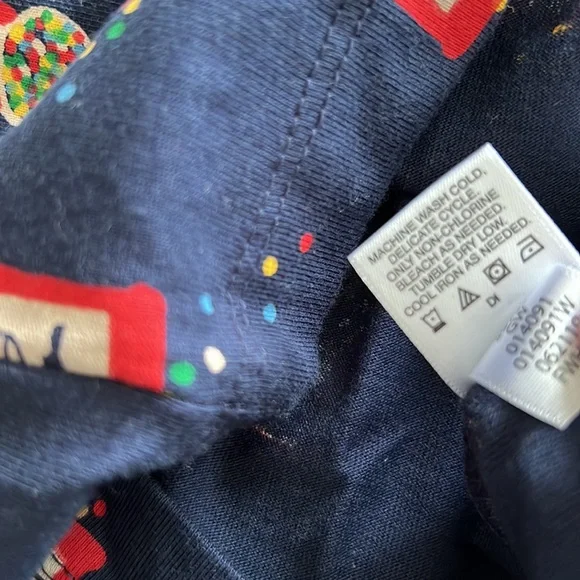 MACHINE WASH COLD,
DELICATE CYCLE.
ONLY NON-CHLORINE
BLEACH AS NEEDED.
TUMBLE DRY LOW.
COOL IRON AS NEEDED.
GW
014091
014091W